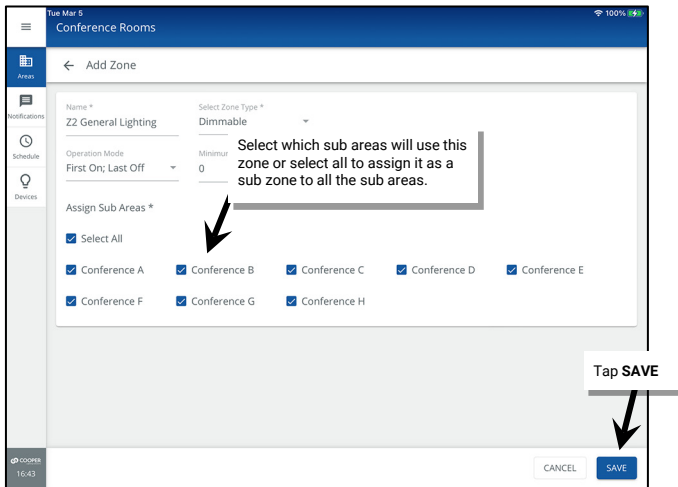 Tue Mar 5
100%
Conference Rooms
Areas
Add Zone
Notifications
Schedule
Devices
Name *
Select Zone Type *
Z2 General Lighting
Dimmable
Operation Mode
First On; Last Off
0
Select which sub areas will use this
zone or select all to assign it as a
sub zone to all the sub areas.
Assign Sub Areas *
Select All
Conference A Conference B Conference C Conference D Conference E
Conference F Conference G Conference H
Tap SAVE
COOPER
16:43
CANCEL SAVE